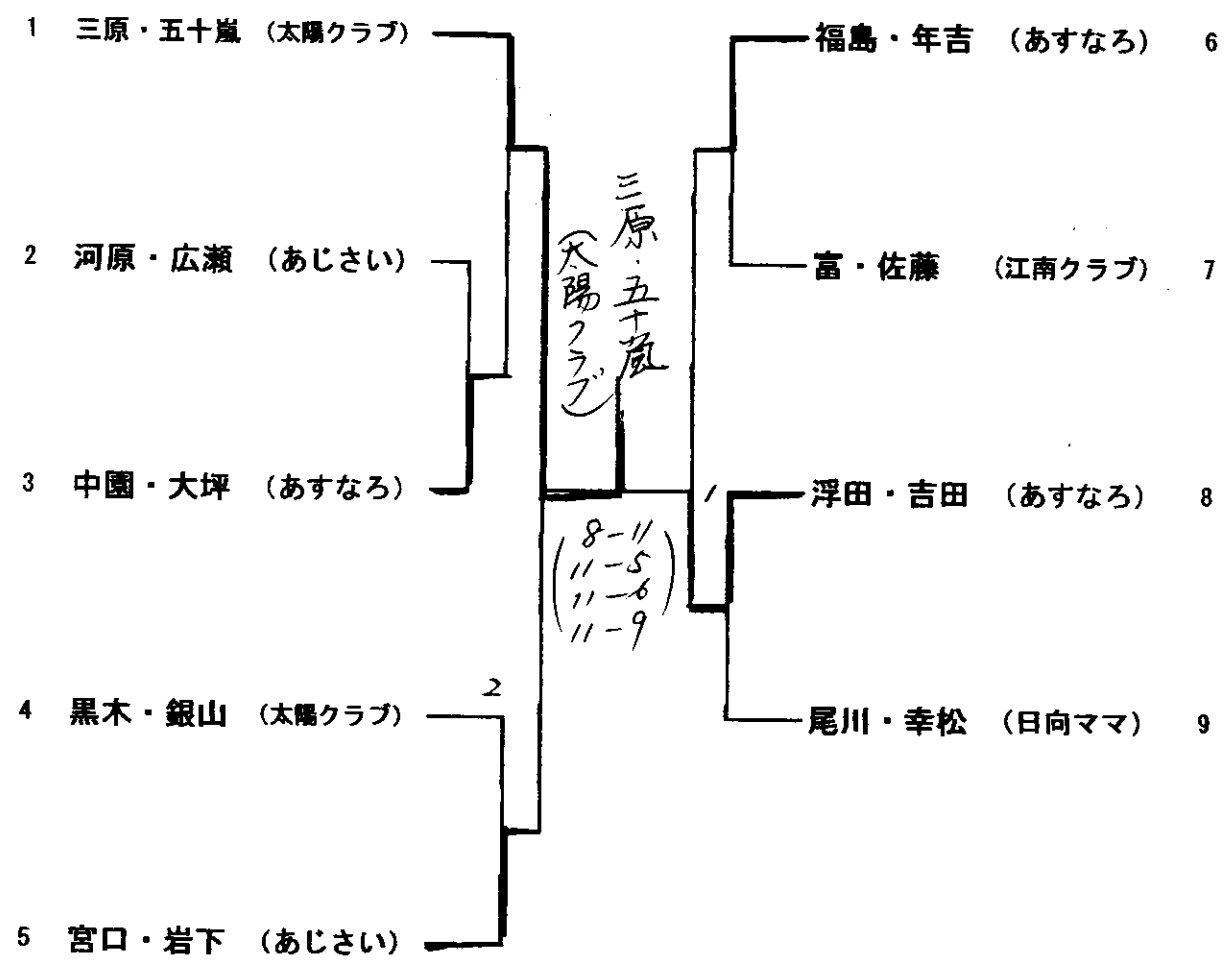 1 三原・五十嵐 (太陽クラブ)
2 河原・広瀬 (あじさい)
3 中園・大坪 (あすなろ)
4 黒木・銀山 (太陽クラブ)
5 宮口・岩下 (あじさい)
2
三原・五十嵐
(太陽クラブ)
8-11
11-5
11-6
11-9
1
福島・年吉 (あすなろ) 6
富・佐藤 (江南クラブ) 7
浮田・吉田 (あすなろ) 8
尾川・幸松 (日向ママ) 9